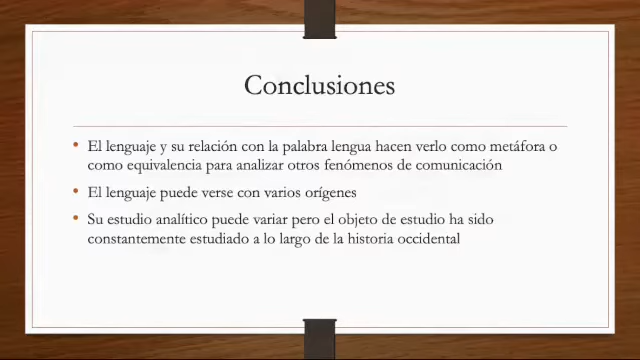 Conclusiones
• El lenguaje y su relación con la palabra lengua hacen verlo como metáfora o
como equivalencia para analizar otros fenómenos de comunicación
• El lenguaje puede verse con varios orígenes
• Su estudio analítico puede variar pero el objeto de estudio ha sido
constantemente estudiado a lo largo de la historia occidental